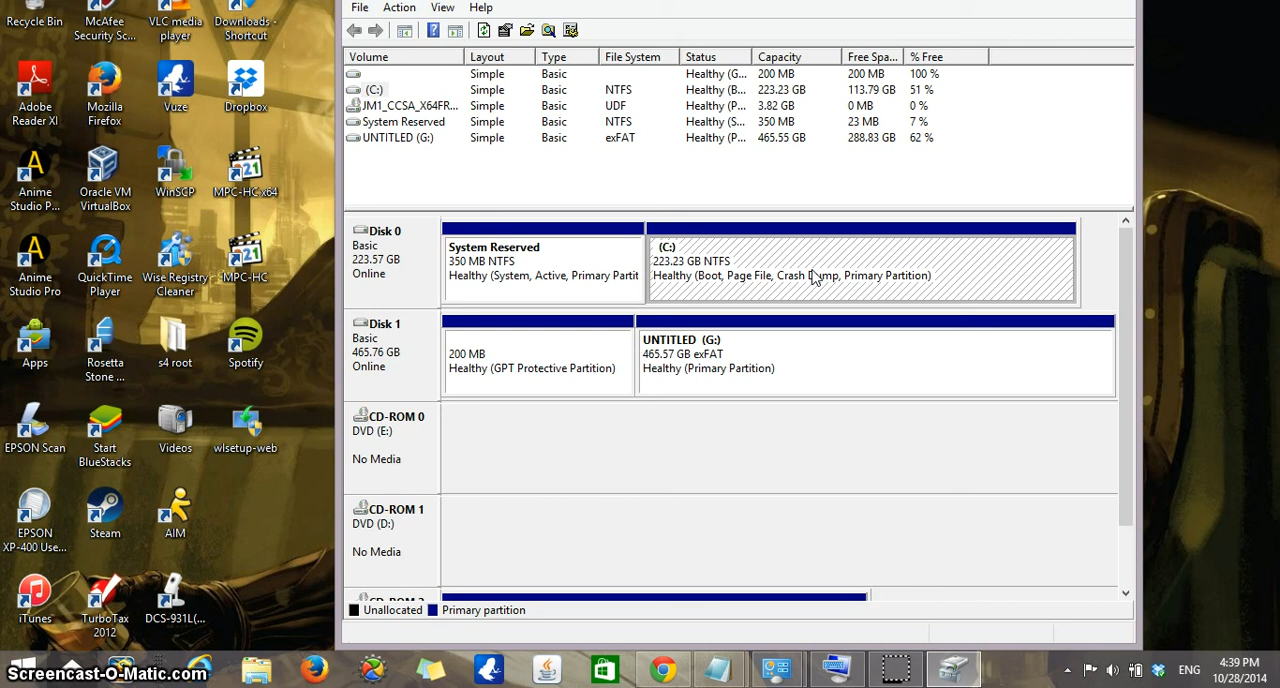 File Action View Help
Volume Layout Type File System Status Capacity Free Spa... % Free
Simple Basic Healthy (G... 200 MB 200 MB 100 %
(C:) Simple Basic NTFS Healthy (B... 223.23 GB 113.79 GB 51 %
JM1_CCSA_X64FR... Simple Basic UDF Healthy (P... 3.82 GB 0 MB 0 %
System Reserved Simple Basic NTFS Healthy (S... 350 MB 23 MB 7 %
UNTITLED (G:) Simple Basic exFAT Healthy (P... 465.55 GB 288.83 GB 62 %
Disk 0
Basic
223.57 GB
Online
System Reserved
350 MB NTFS
Healthy (System, Active, Primary Partit
(C:)
223.23 GB NTFS
Healthy (Boot, Page File, Crash Dump, Primary Partition)
Disk 1
Basic
465.76 GB
Online
200 MB
Healthy (GPT Protective Partition)
UNTITLED (G:)
465.57 GB exFAT
Healthy (Primary Partition)
CD-ROM 0
DVD (E:)
No Media
CD-ROM 1
DVD (D:)
No Media
Unallocated Primary partition
Recycle Bin
McAfee
Security Sc...
VLC media
player
Downloads -
Shortcut
Adobe
Reader XI
Mozilla
Firefox
Vuze
Dropbox
Anime
Studio P...
Oracle VM
VirtualBox
WinSCP
MPC-HC x64
Anime
Studio Pro
QuickTime
Player
Wise Registry
Cleaner
MPC-HC
Apps
Rosetta
Stone ...
s4 root
Spotify
EPSON Scan
Start
BlueStacks
Videos
wlsetup-web
EPSON
XP-400 Use...
Steam
AIM
iTunes
TurboTax
2012
DCS-931L(...
Screencast-O-Matic.com
ENG
4:39 PM
10/28/2014